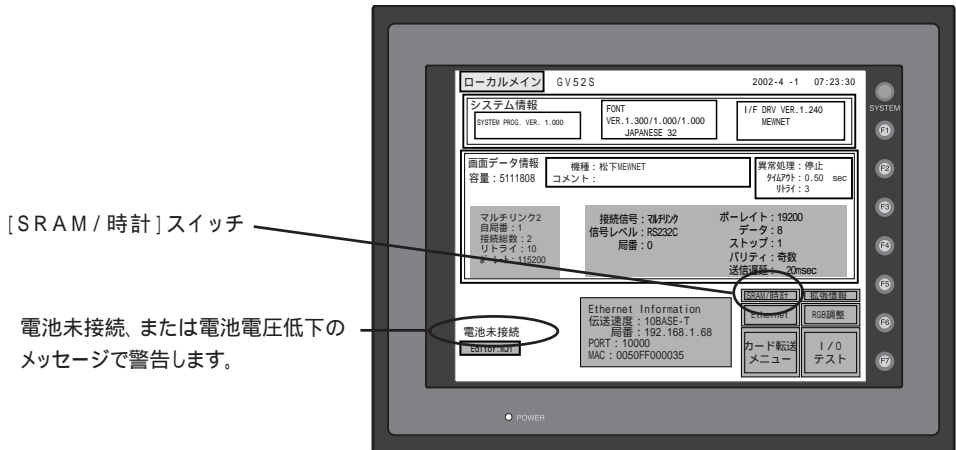 ローカルメイン GV52S 2002-4 -1 07:23:30
システム情報
SYSTEM PROG. VER. 1.000
FONT
VER.1.300/1.000/1.000
JAPANESE 32
I/F DRV VER.1.240
MEWNET
SYSTEM
F1
F2
F3
F4
F5
F6
F7
画面データ情報
容量：5111808
機種：松下MEWNET
コメント：
異常処理：停止
ﾀｲﾑｱｳﾄ：0.50 sec
ﾘﾄﾗｲ：3
マルチリンク2
自局番：1
接続総数：2
リトライ：10
ボーレート：115200
接続信号：ﾏﾙﾁﾘﾝｸ
信号レベル：RS232C
局番：0
ボーレイト：19200
データ：8
ストップ：1
パリティ：奇数
送信遅延： 20msec
[SRAM/時計]スイッチ
SRAM/時計 拡張情報
Ethernet RGB調整
カード転送
メニュー
I/O
テスト
Ethernet Information
伝送速度：10BASE-T
局番：192.168.1.68
PORT：10000
MAC：0050FF000035
電池未接続
Editor:MJ1
電池未接続、または電池電圧低下の
メッセージで警告します。
POWER